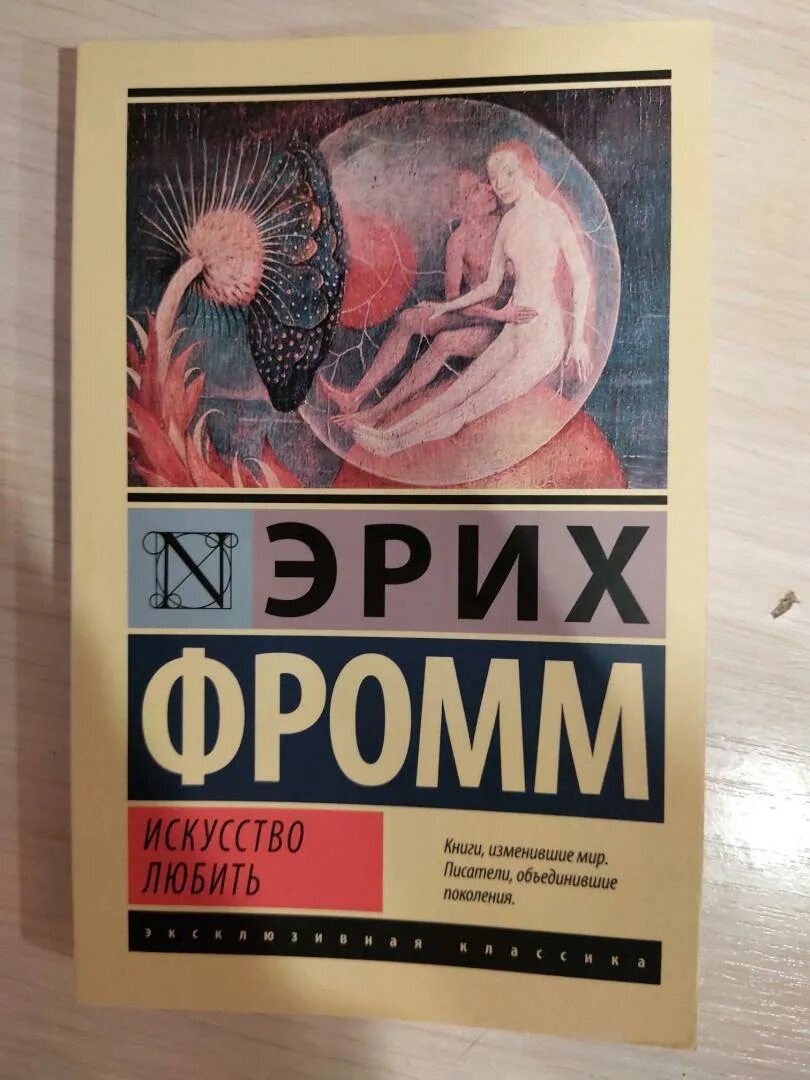 N ЭРИХ
ФРОММ
ИСКУССТВО
ЛЮБИТЬ
Книги, изменившие мир.
Писатели, объединившие
поколения.
ЭКСКЛЮЗИВНАЯ КЛАССИКА